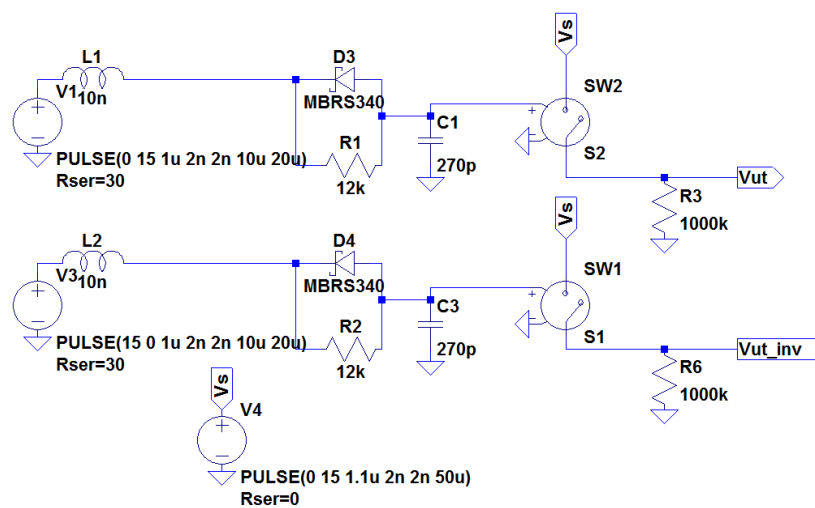 Vs
L1
D3
SW2
V1
10n
MBRS340
C1
+
R1
S2
PULSE(0 15 1u 2n 2n 10u 20u)
270p
Vut
Rser=30
12k
R3
Vs
1000k
L2
D4
SW1
V3
10n
MBRS340
C3
+
R2
S1
PULSE(15 0 1u 2n 2n 10u 20u)
270p
Vut_inv
Rser=30
12k
R6
Vs
V4
1000k
PULSE(0 15 1.1u 2n 2n 50u)
Rser=0